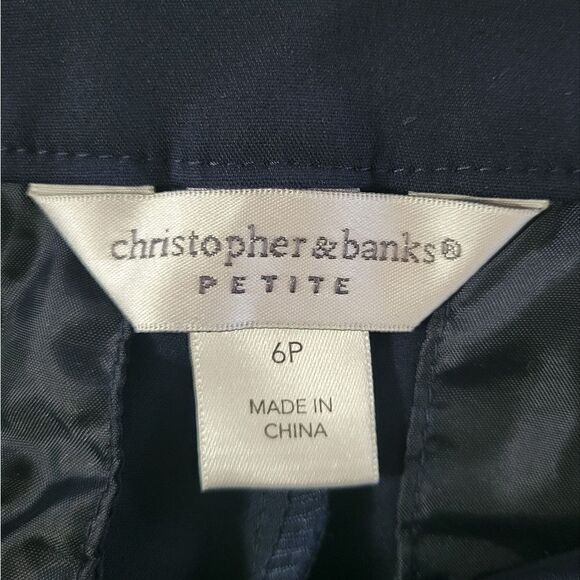 christopher & banks®
PETITE
6P
MADE IN
CHINA